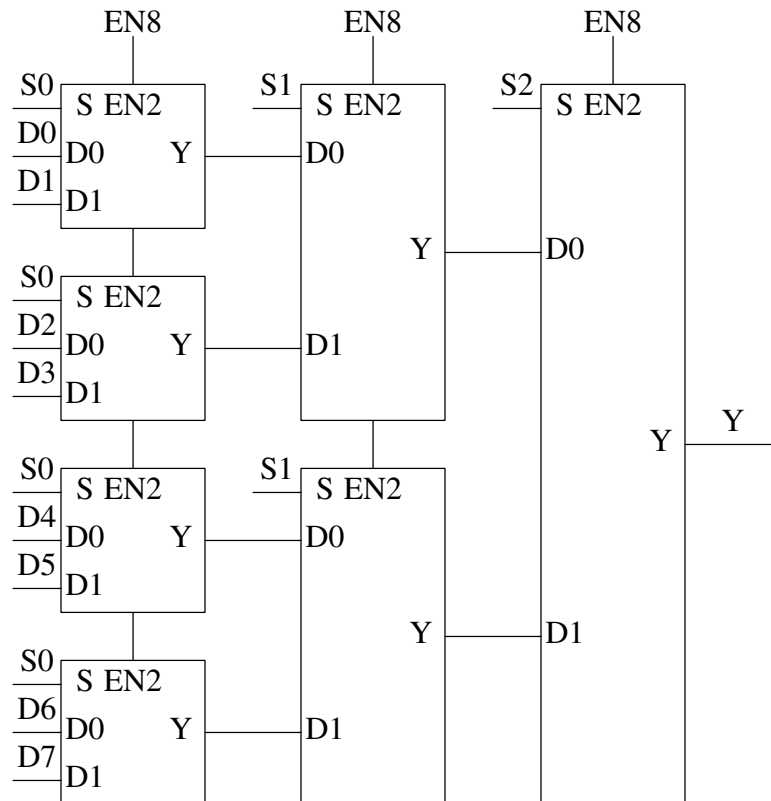 EN8 EN8 EN8
S0 S EN2 S1 S EN2 S2 S EN2
D0 D0 Y D0
D1 D1
Y D0
S0 S EN2
D2 D0 Y D1
D3 D1
Y Y
S0 S EN2 S1 S EN2
D4 D0 Y D0
D5 D1
Y D1
S0 S EN2
D6 D0 Y D1
D7 D1